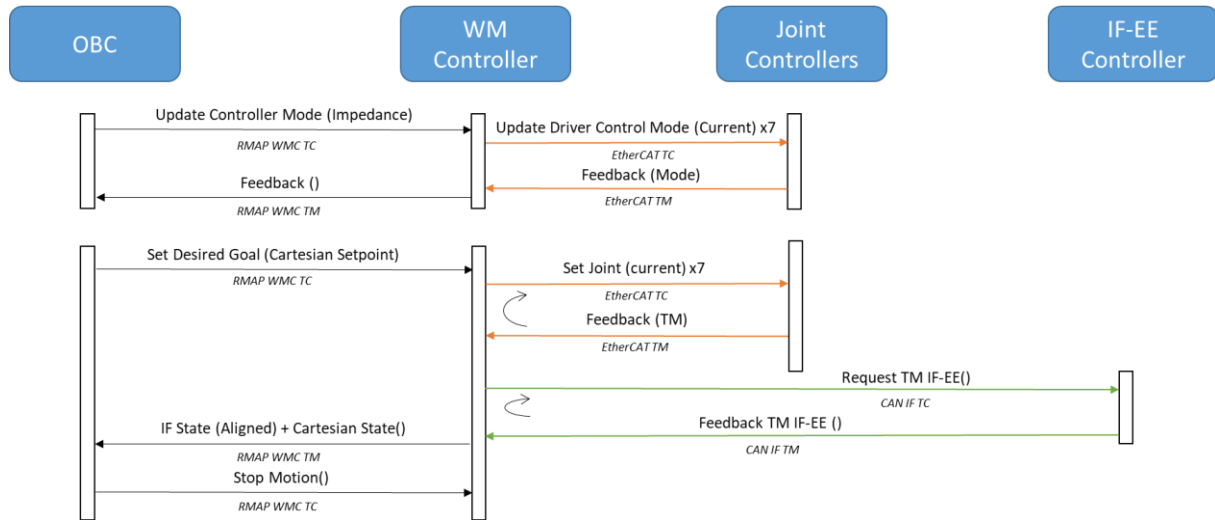 OBC
WM
Controller
Joint
Controllers
IF-EE
Controller
Update Controller Mode (Impedance)
RMAP WMC TC
Update Driver Control Mode (Current) x7
EtherCAT TC
Feedback ()
RMAP WMC TM
Feedback (Mode)
EtherCAT TM
Set Desired Goal (Cartesian Setpoint)
RMAP WMC TC
Set Joint (current) x7
EtherCAT TC
Feedback (TM)
EtherCAT TM
Request TM IF-EE()
CAN IF TC
Feedback TM IF-EE ()
CAN IF TM
IF State (Aligned) + Cartesian State()
RMAP WMC TM
Stop Motion()
RMAP WMC TC